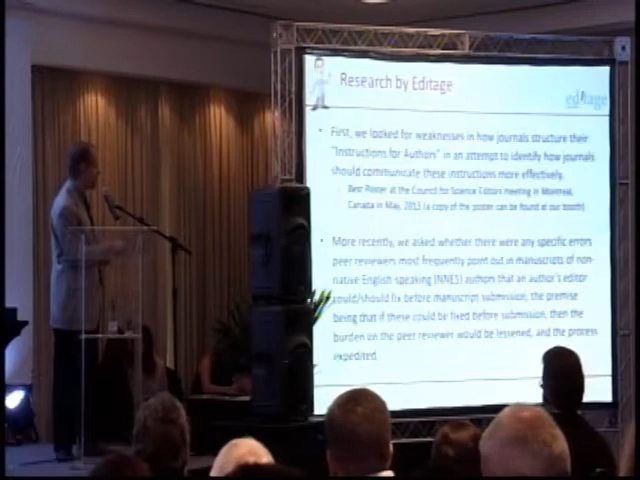 Research by Editage
editage
• First, we looked for weaknesses in how journals structure their
"Instructions for Authors" in an attempt to identify how journals
should communicate these instructions more effectively.
- Best Poster at the Council for Science Editors meeting in Montreal,
Canada in May, 2013 (a copy of the poster can be found at our booth)
• More recently, we asked whether there were any specific errors
peer reviewers most frequently point out in manuscripts of non-
native English speaking (NNES) authors that an author's editor
could/should fix before manuscript submission, the premise
being that if these could be fixed before submission, then the
burden on the peer reviewer would be lessened, and the process
expedited.